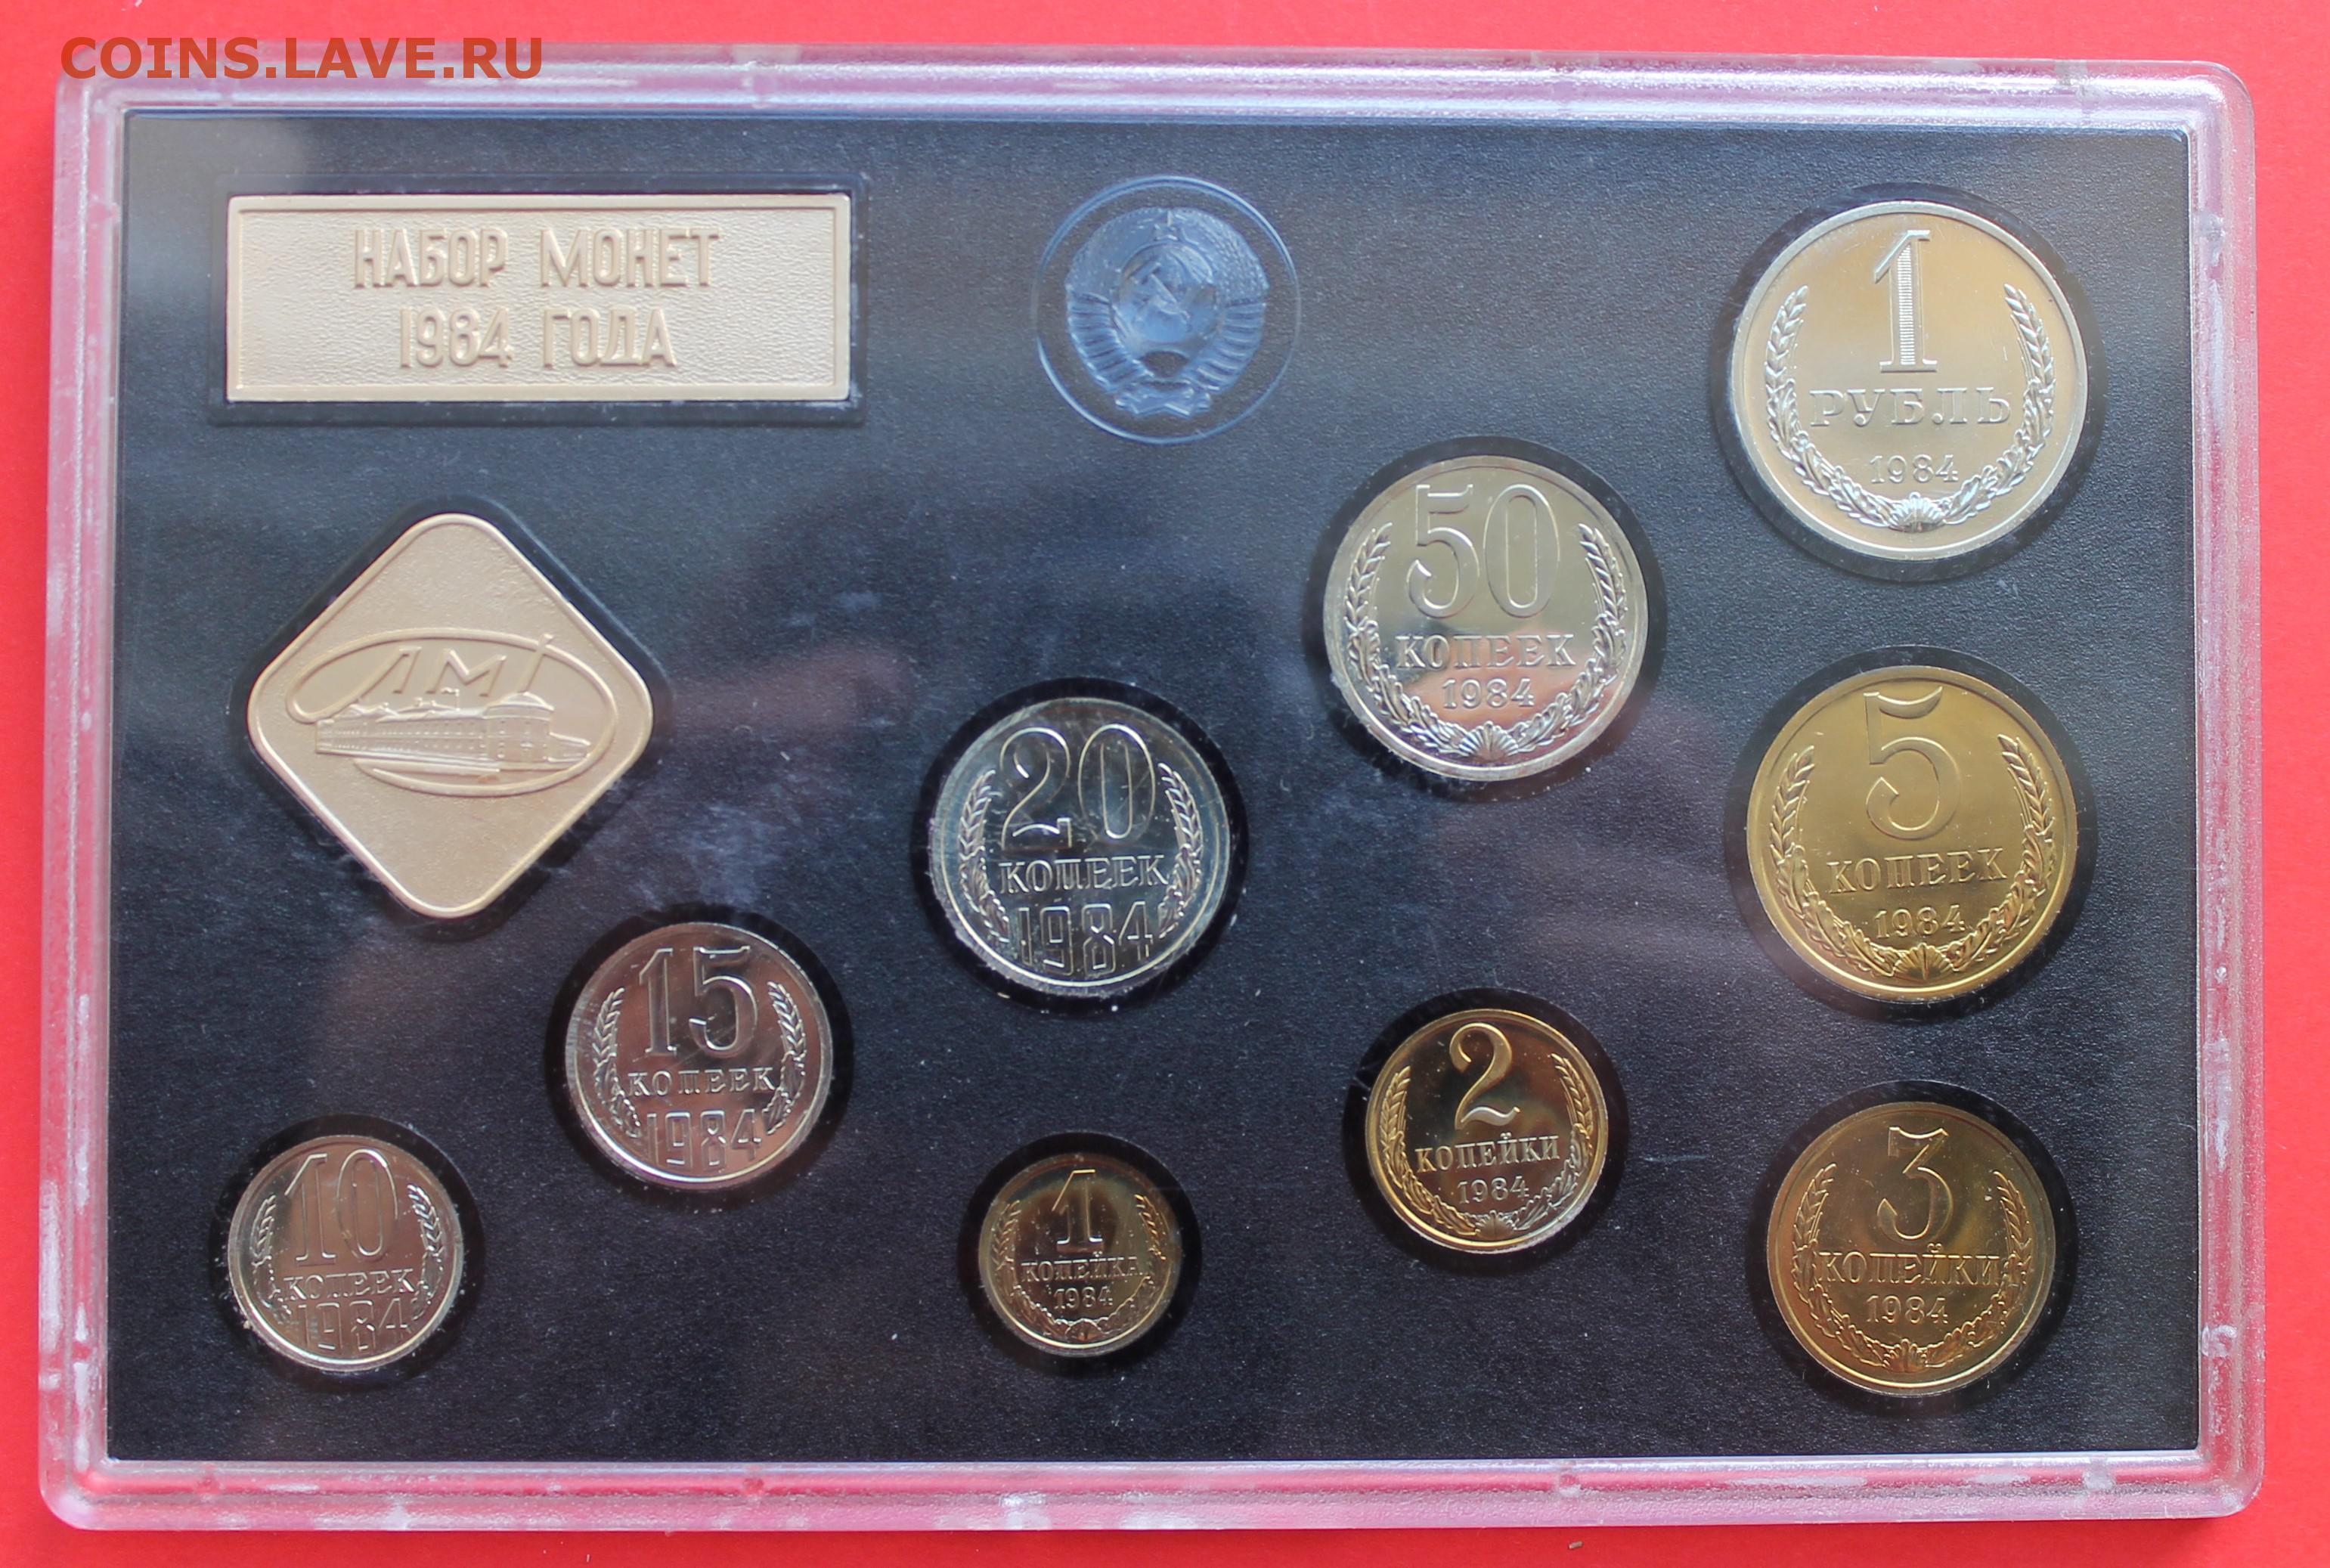 COINS.LAVE.RU
НАБОР МОНЕТ
1984 ГОДА
1
РУБЛЬ
1984
50
КОПЕЕК
1984
ЛМД
20
КОПЕЕК
1984
5
КОПЕЕК
1984
15
КОПЕЕК
1984
2
КОПЕЙКИ
1984
10
КОПЕЕК
1984
1
КОПЕЙКА
1984
3
КОПЕЙКИ
1984